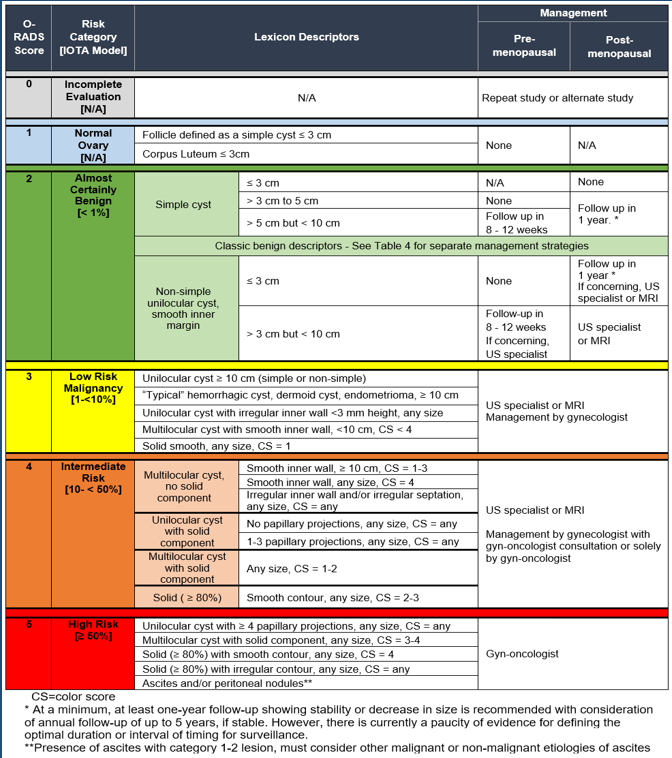 O-RADS Score
Risk Category [IOTA Model]
Lexicon Descriptors
Management
Pre-menopausal
Post-menopausal
0
Incomplete
Evaluation
[N/A]
N/A
Repeat study or alternate study
1
Normal
Ovary
[N/A]
Follicle defined as a simple cyst ≤ 3 cm
Corpus Luteum ≤ 3cm
None
N/A
2
Almost
Certainly
Benign
[< 1%]
Simple cyst
≤ 3 cm
N/A
None
> 3 cm to 5 cm
None
Follow up in
1 year. *
> 5 cm but < 10 cm
Follow up in
8 - 12 weeks
Classic benign descriptors - See Table 4 for separate management strategies
Non-simple
unilocular cyst,
smooth inner
margin
≤ 3 cm
None
Follow up in
1 year *
If concerning, US
specialist or MRI
> 3 cm but < 10 cm
Follow-up in
8 - 12 weeks
If concerning,
US specialist
US specialist
or MRI
3
Low Risk
Malignancy
[1-<10%]
Unilocular cyst ≥ 10 cm (simple or non-simple)
“Typical” hemorrhagic cyst, dermoid cyst, endometrioma, ≥ 10 cm
Unilocular cyst with irregular inner wall <3 mm height, any size
Multilocular cyst with smooth inner wall, <10 cm, CS < 4
Solid smooth, any size, CS = 1
US specialist or MRI
Management by gynecologist
4
Intermediate
Risk
[10- < 50%]
Multilocular cyst,
no solid
component
Smooth inner wall, ≥ 10 cm, CS = 1-3
Smooth inner wall, any size, CS = 4
Irregular inner wall and/or irregular septation,
any size, CS = any
Unilocular cyst
with solid
component
No papillary projections, any size, CS = any
1-3 papillary projections, any size, CS = any
Multilocular cyst
with solid
component
Any size, CS = 1-2
Solid ( ≥ 80%)
Smooth contour, any size, CS = 2-3
US specialist or MRI
Management by gynecologist with
gyn-oncologist consultation or solely
by gyn-oncologist
5
High Risk
[≥ 50%]
Unilocular cyst with ≥ 4 papillary projections, any size, CS = any
Multilocular cyst with solid component, any size, CS = 3-4
Solid (≥ 80%) with smooth contour, any size, CS = 4
Solid (≥ 80%) with irregular contour, any size, CS = any
Ascites and/or peritoneal nodules**
Gyn-oncologist
CS=color score
* At a minimum, at least one-year follow-up showing stability or decrease in size is recommended with consideration
of annual follow-up of up to 5 years, if stable. However, there is currently a paucity of evidence for defining the
optimal duration or interval of timing for surveillance.
**Presence of ascites with category 1-2 lesion, must consider other malignant or non-malignant etiologies of ascites